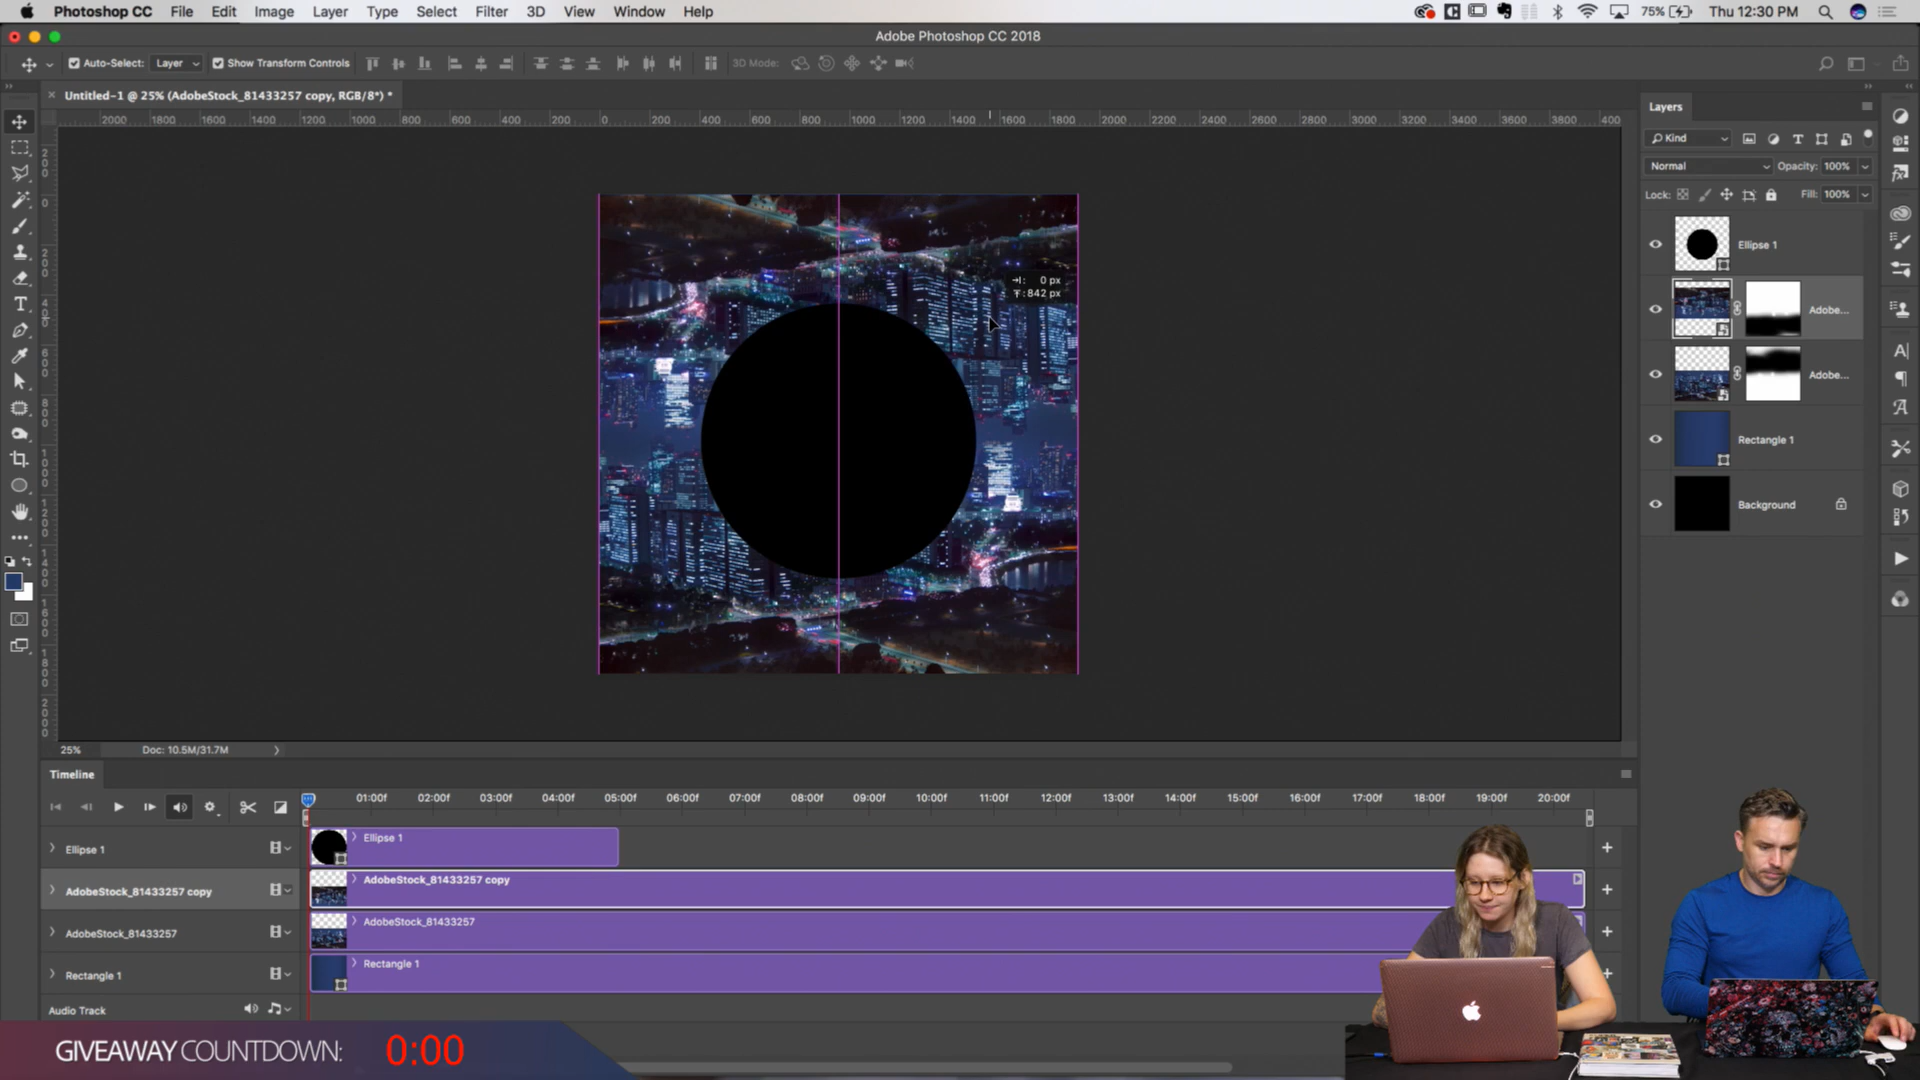 Photoshop CC File Edit Image Layer Type Select Filter 3D View Window Help 75% Thu 12:30 PM
Adobe Photoshop CC 2018
Auto-Select: Layer Show Transform Controls 3D Mode:
Untitled-1 @ 25% (AdobeStock_81433257 copy, RGB/8*) *
2000 1800 1600 1400 1200 1000 800 600 400 200 0 200 400 600 800 1000 1200 1400 1600 1800 2000 2200 2400 2600 2800 3000 3200 3400 3600 3800 400
Layers
Kind
Normal Opacity: 100%
Lock: Fill: 100%
Ellipse 1
Adobe...
Adobe...
Rectangle 1
Background
0 px
842 px
25% Doc: 10.5M/31.7M
Timeline
01:00f 02:00f 03:00f 04:00f 05:00f 06:00f 07:00f 08:00f 09:00f 10:00f 11:00f 12:00f 13:00f 14:00f 15:00f 16:00f 17:00f 18:00f 19:00f 20:00f
Ellipse 1 Ellipse 1
AdobeStock_81433257 copy AdobeStock_81433257 copy
AdobeStock_81433257 AdobeStock_81433257
Rectangle 1 Rectangle 1
Audio Track
GIVEAWAY COUNTDOWN: 0:00